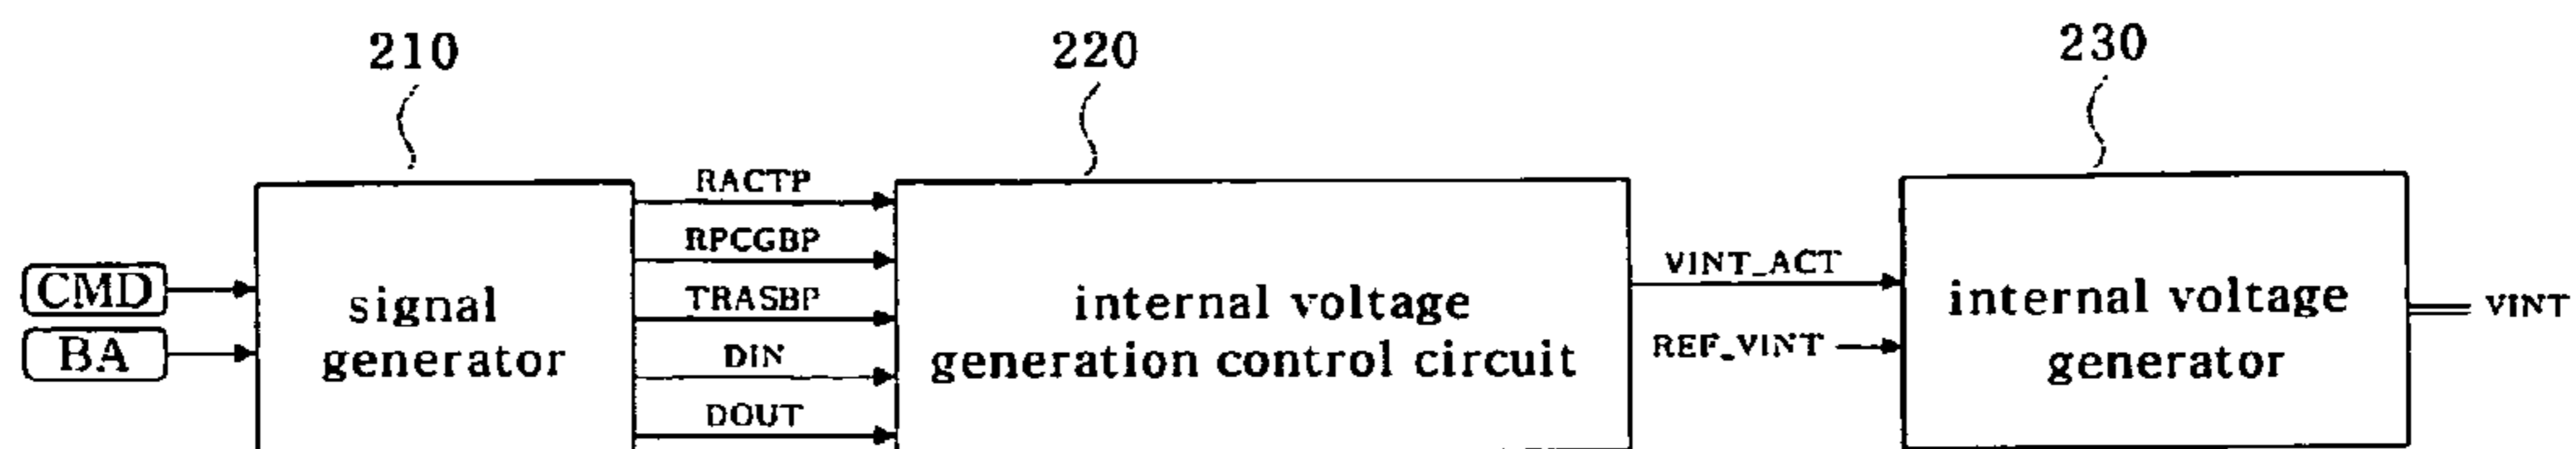 210
220
230
CMD
BA
signal
generator
RACTP
RPCGBP
TRASBP
DIN
DOUT
internal voltage
generation control circuit
VINT_ACT
REF_VINT
internal voltage
generator
VINT